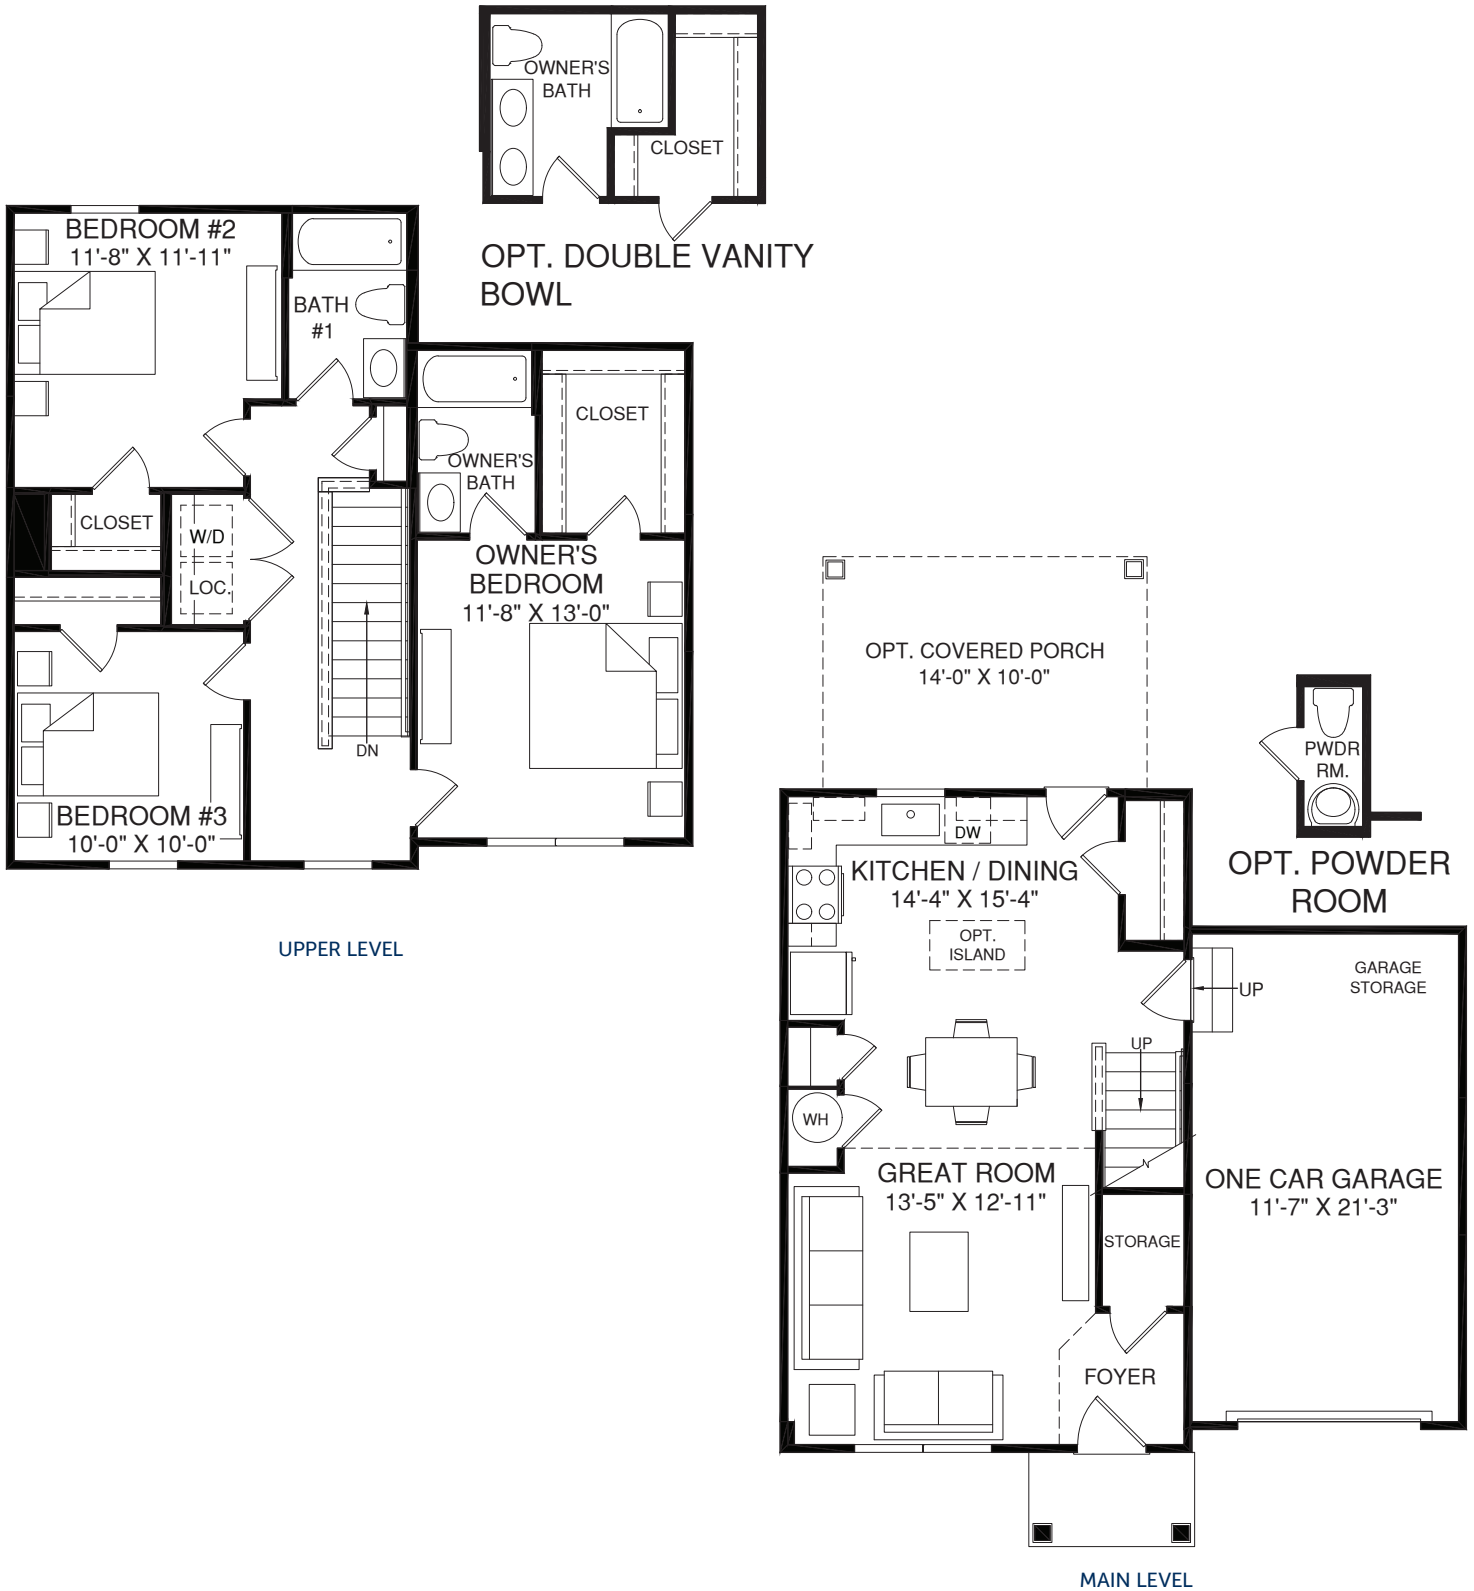 OWNER'S
BATH
CLOSET
OPT. DOUBLE VANITY
BOWL
BEDROOM #2
11'-8" X 11'-11"
BATH
#1
CLOSET
OWNER'S
BATH
CLOSET
W/D
LOC.
OWNER'S
BEDROOM
11'-8" X 13'-0"
DN
BEDROOM #3
10'-0" X 10'-0"
UPPER LEVEL
OPT. COVERED PORCH
14'-0" X 10'-0"
PWDR
RM.
OPT. POWDER
ROOM
DW
KITCHEN / DINING
14'-4" X 15'-4"
OPT.
ISLAND
GARAGE
STORAGE
UP
UP
WH
GREAT ROOM
13'-5" X 12'-11"
ONE CAR GARAGE
11'-7" X 21'-3"
STORAGE
FOYER
MAIN LEVEL